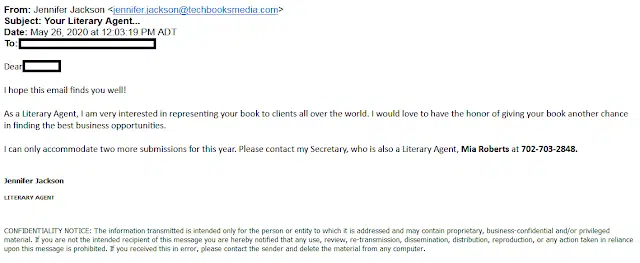 From: Jennifer Jackson <jennifer.jackson@techbooksmedia.com>
Subject: Your Literary Agent...
Date: May 26, 2020 at 12:03:19 PM ADT
To:
Dear
I hope this email finds you well!
As a Literary Agent, I am very interested in representing your book to clients all over the world. I would love to have the honor of giving your book another chance
in finding the best business opportunities.
I can only accommodate two more submissions for this year. Please contact my Secretary, who is also a Literary Agent, Mia Roberts at 702-703-2848.
Jennifer Jackson
LITERARY AGENT
CONFIDENTIALITY NOTICE: The information transmitted is intended only for the person or entity to which it is addressed and may contain proprietary, business-confidential and/or privileged
material. If you are not the intended recipient of this message you are hereby notified that any use, review, re-transmission, dissemination, distribution, reproduction, or any action taken in reliance
upon this message is prohibited. If you received this in error, please contact the sender and delete the material from any computer.